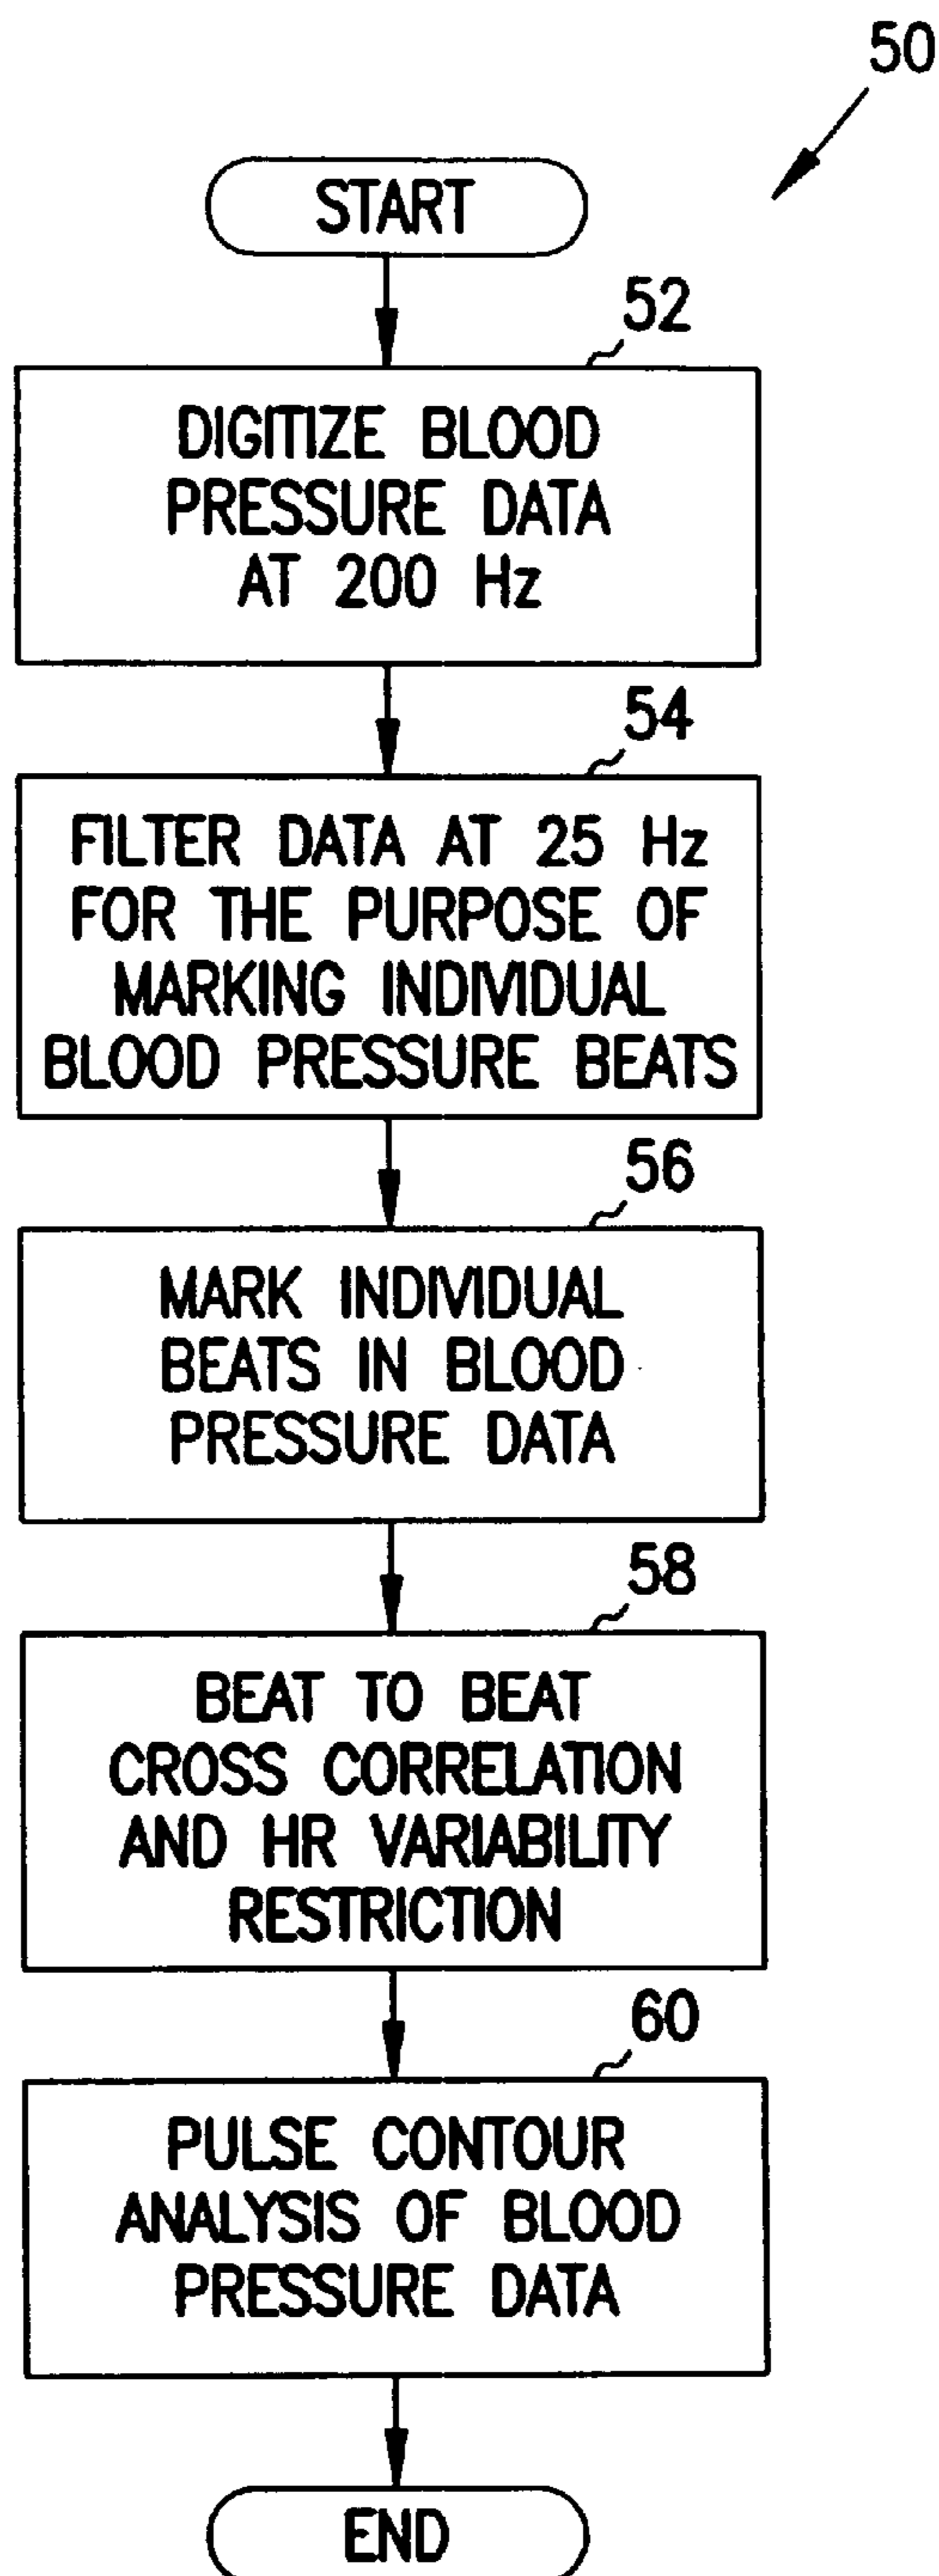 50
START
52
DIGITIZE BLOOD
PRESSURE DATA
AT 200 Hz
54
FILTER DATA AT 25 Hz
FOR THE PURPOSE OF
MARKING INDIVIDUAL
BLOOD PRESSURE BEATS
56
MARK INDIVIDUAL
BEATS IN BLOOD
PRESSURE DATA
58
BEAT TO BEAT
CROSS CORRELATION
AND HR VARIABILITY
RESTRICTION
60
PULSE CONTOUR
ANALYSIS OF BLOOD
PRESSURE DATA
END